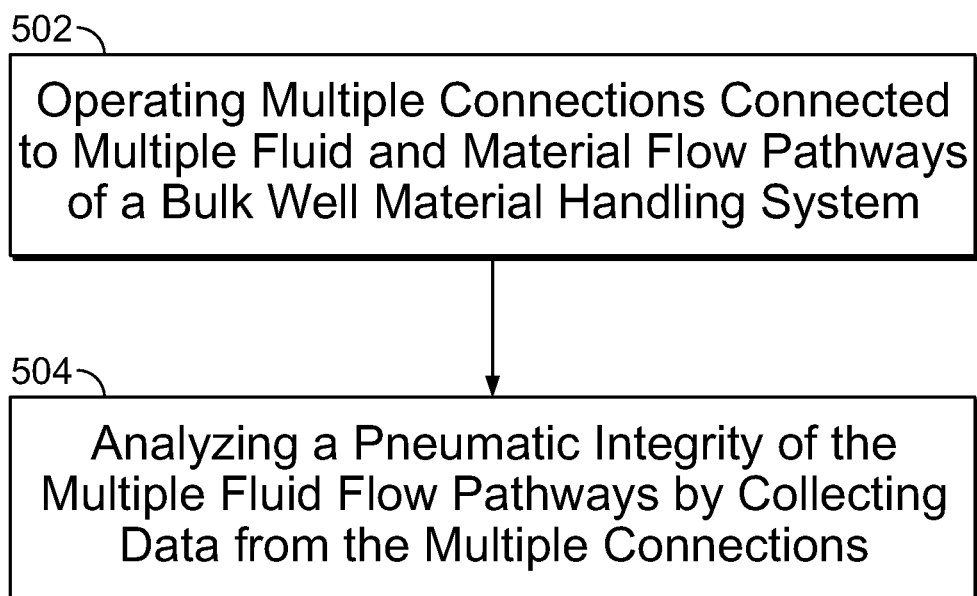 502
Operating Multiple Connections Connected
to Multiple Fluid and Material Flow Pathways
of a Bulk Well Material Handling System
504
Analyzing a Pneumatic Integrity of the
Multiple Fluid Flow Pathways by Collecting
Data from the Multiple Connections